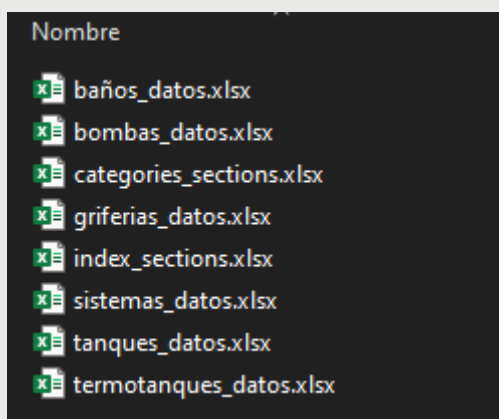 Nombre
baños_datos.xlsx
bombas_datos.xlsx
categories_sections.xlsx
griferias_datos.xlsx
index_sections.xlsx
sistemas_datos.xlsx
tanques_datos.xlsx
termotanques_datos.xlsx